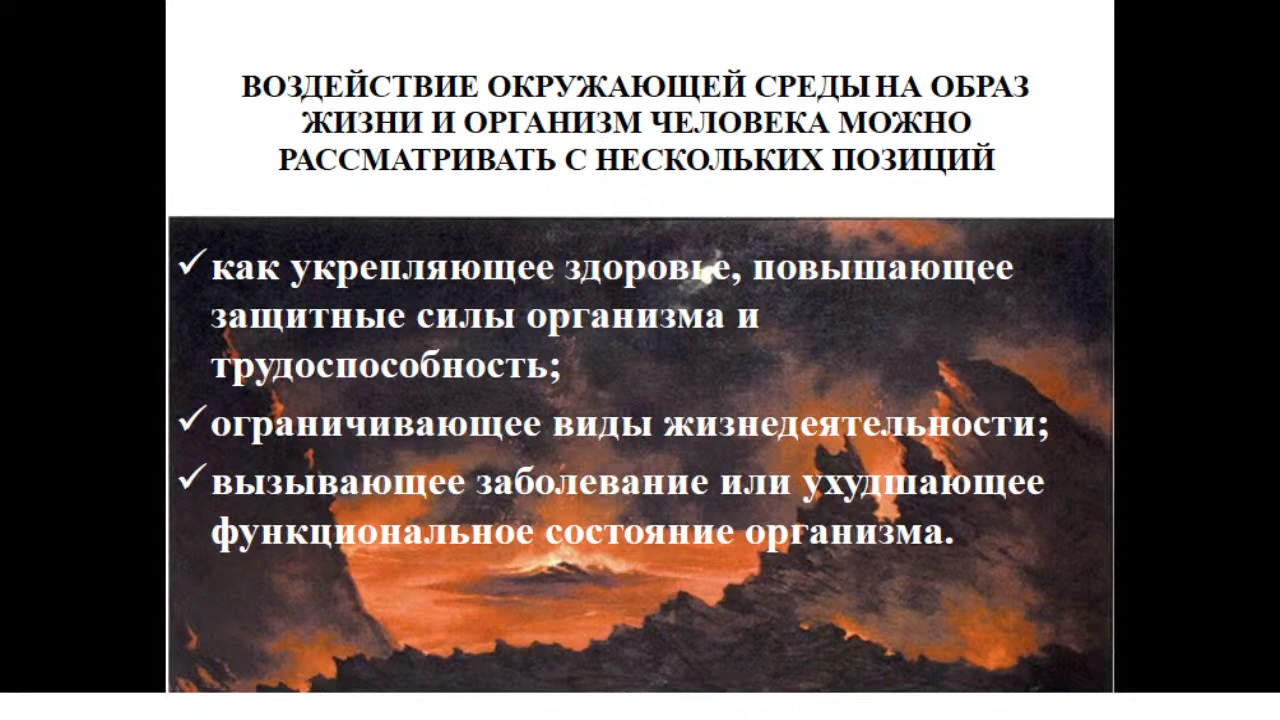 ВОЗДЕЙСТВИЕ ОКРУЖАЮЩЕЙ СРЕДЫ НА ОБРАЗ
ЖИЗНИ И ОРГАНИЗМ ЧЕЛОВЕКА МОЖНО
РАССМАТРИВАТЬ С НЕСКОЛЬКИХ ПОЗИЦИЙ
✓ как укрепляющее здоровье, повышающее
защитные силы организма и
трудоспособность;
✓ ограничивающее виды жизнедеятельности;
✓ вызывающее заболевание или ухудшающее
функциональное состояние организма.